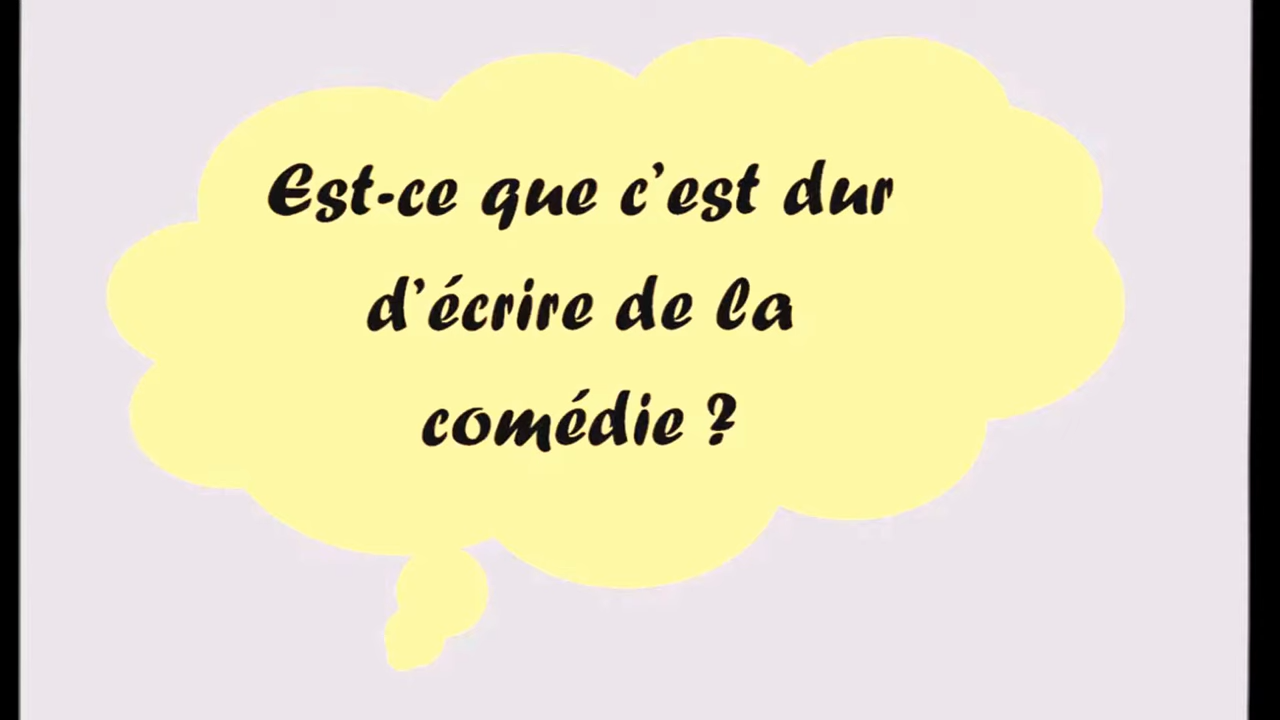 Est-ce que c’est dur
d’écrire de la
comédie ?